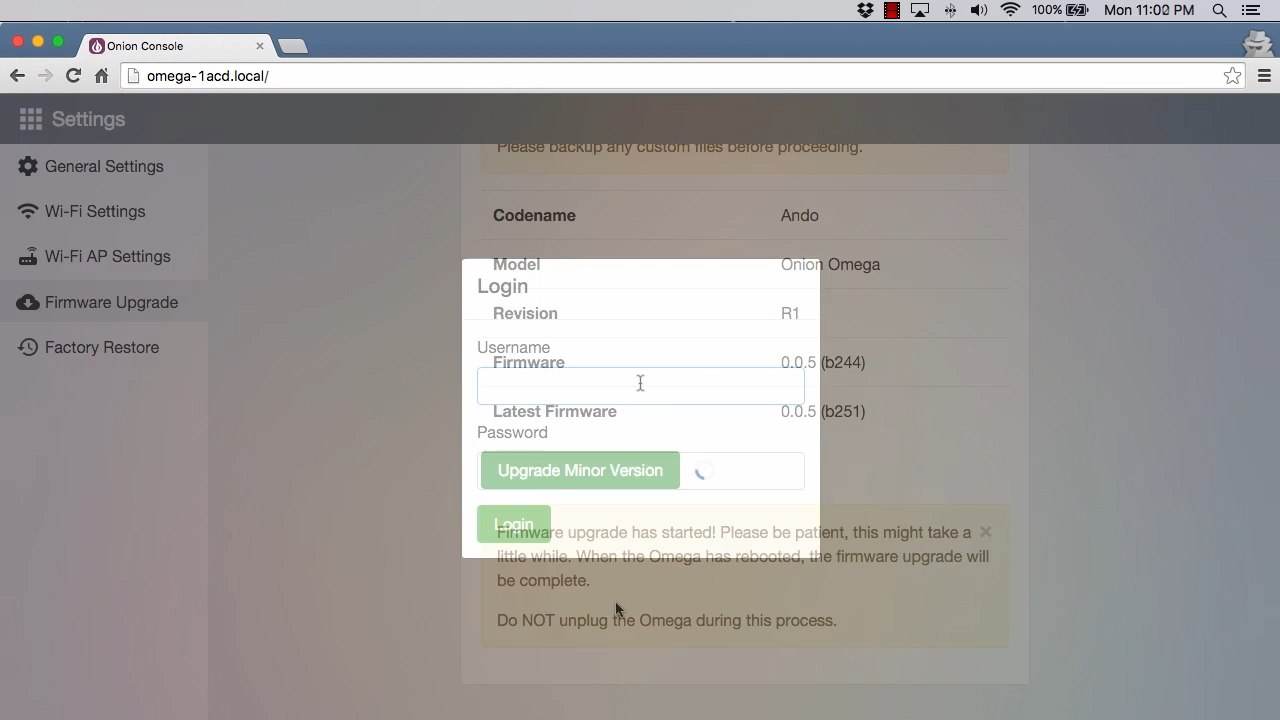 100%
Mon 11:02 PM
Onion Console
omega-1acd.local/
Settings
General Settings
Wi-Fi Settings
Wi-Fi AP Settings
Firmware Upgrade
Factory Restore
Please backup any custom files before proceeding.
Codename
Ando
Model
Onion Omega
Revision
R1
Firmware
0.0.5 (b244)
Latest Firmware
0.0.5 (b251)
Upgrade Minor Version
Firmware upgrade has started! Please be patient, this might take a
little while. When the Omega has rebooted, the firmware upgrade will
be complete.
Do NOT unplug the Omega during this process.
Login
Username
Password
Login